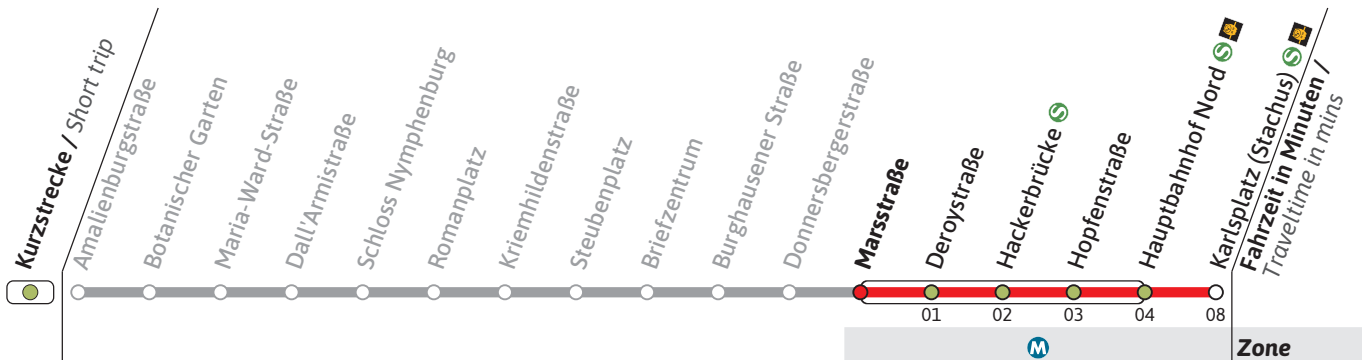 Kurzstrecke / Short trip
Amalienburgstraße
Botanischer Garten
Maria-Ward-Straße
Dall'Armistraße
Schloss Nymphenburg
Romanplatz
Kriemhildenstraße
Steubenplatz
Briefzentrum
Burghausener Straße
Donnersbergerstraße
Marsstraße
Deroystraße
Hackerbrücke S
Hopfenstraße
Hauptbahnhof Nord S
Karlsplatz (Stachus) S
Fahrzeit in Minuten /
Traveltime in mins
01 02 03 04 08
M Zone